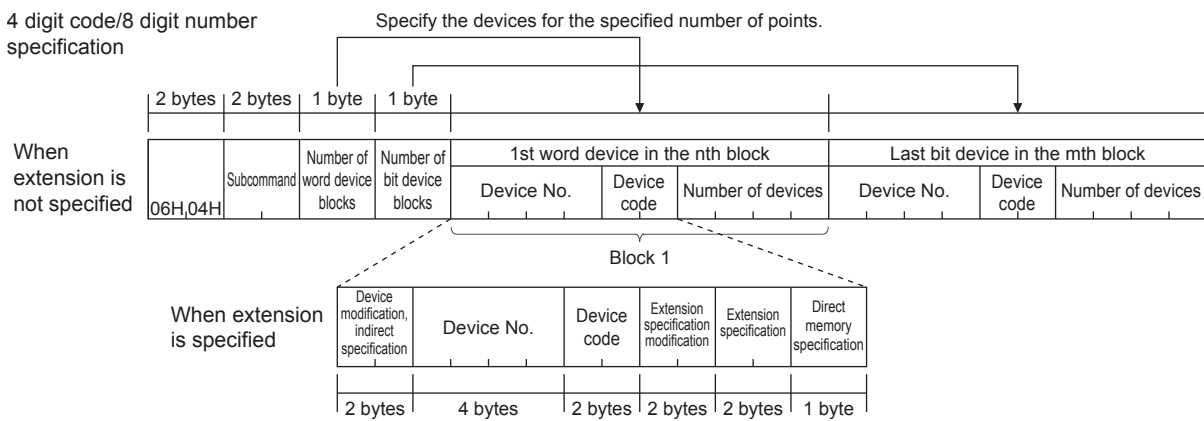 4 digit code/8 digit number
specification
Specify the devices for the specified number of points.
2 bytes 2 bytes 1 byte 1 byte
When
extension is
not specified
06H,04H
Subcommand
Number of
word device
blocks
Number of
bit device
blocks
1st word device in the nth block
Device No.
Device
code
Number of devices
Last bit device in the mth block
Device No.
Device
code
Number of devices
Block 1
When extension
is specified
Device
modification,
indirect
specification
Device No.
Device
code
Extension
specification
modification
Extension
specification
Direct
memory
specification
2 bytes 4 bytes 2 bytes 2 bytes 2 bytes 1 byte